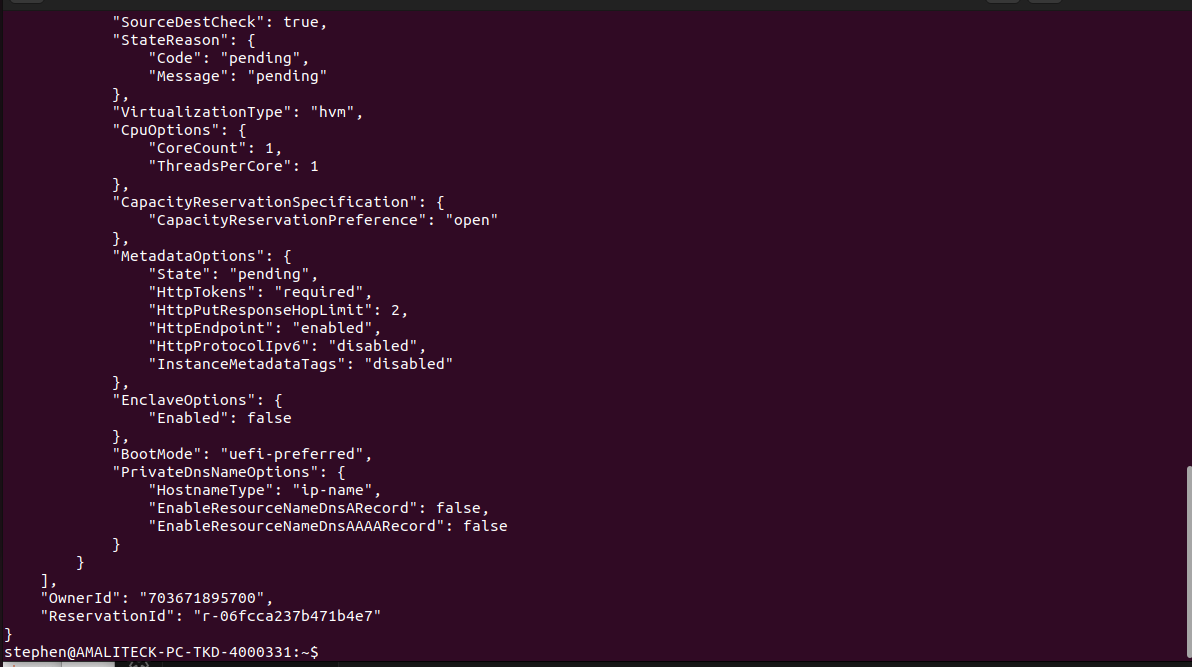 "SourceDestCheck": true,
"StateReason": {
"Code": "pending",
"Message": "pending"
},
"VirtualizationType": "hvm",
"CpuOptions": {
"CoreCount": 1,
"ThreadsPerCore": 1
},
"CapacityReservationSpecification": {
"CapacityReservationPreference": "open"
},
"MetadataOptions": {
"State": "pending",
"HttpTokens": "required",
"HttpPutResponseHopLimit": 2,
"HttpEndpoint": "enabled",
"HttpProtocolIpv6": "disabled",
"InstanceMetadataTags": "disabled"
},
"EnclaveOptions": {
"Enabled": false
},
"BootMode": "uefi-preferred",
"PrivateDnsNameOptions": {
"HostnameType": "ip-name",
"EnableResourceNameDnsARecord": false,
"EnableResourceNameDnsAAAARecord": false
}
}
],
"OwnerId": "703671895700",
"ReservationId": "r-06fcca237b471b4e7"
}
stephen@AMALITECK-PC-TKD-4000331:~$